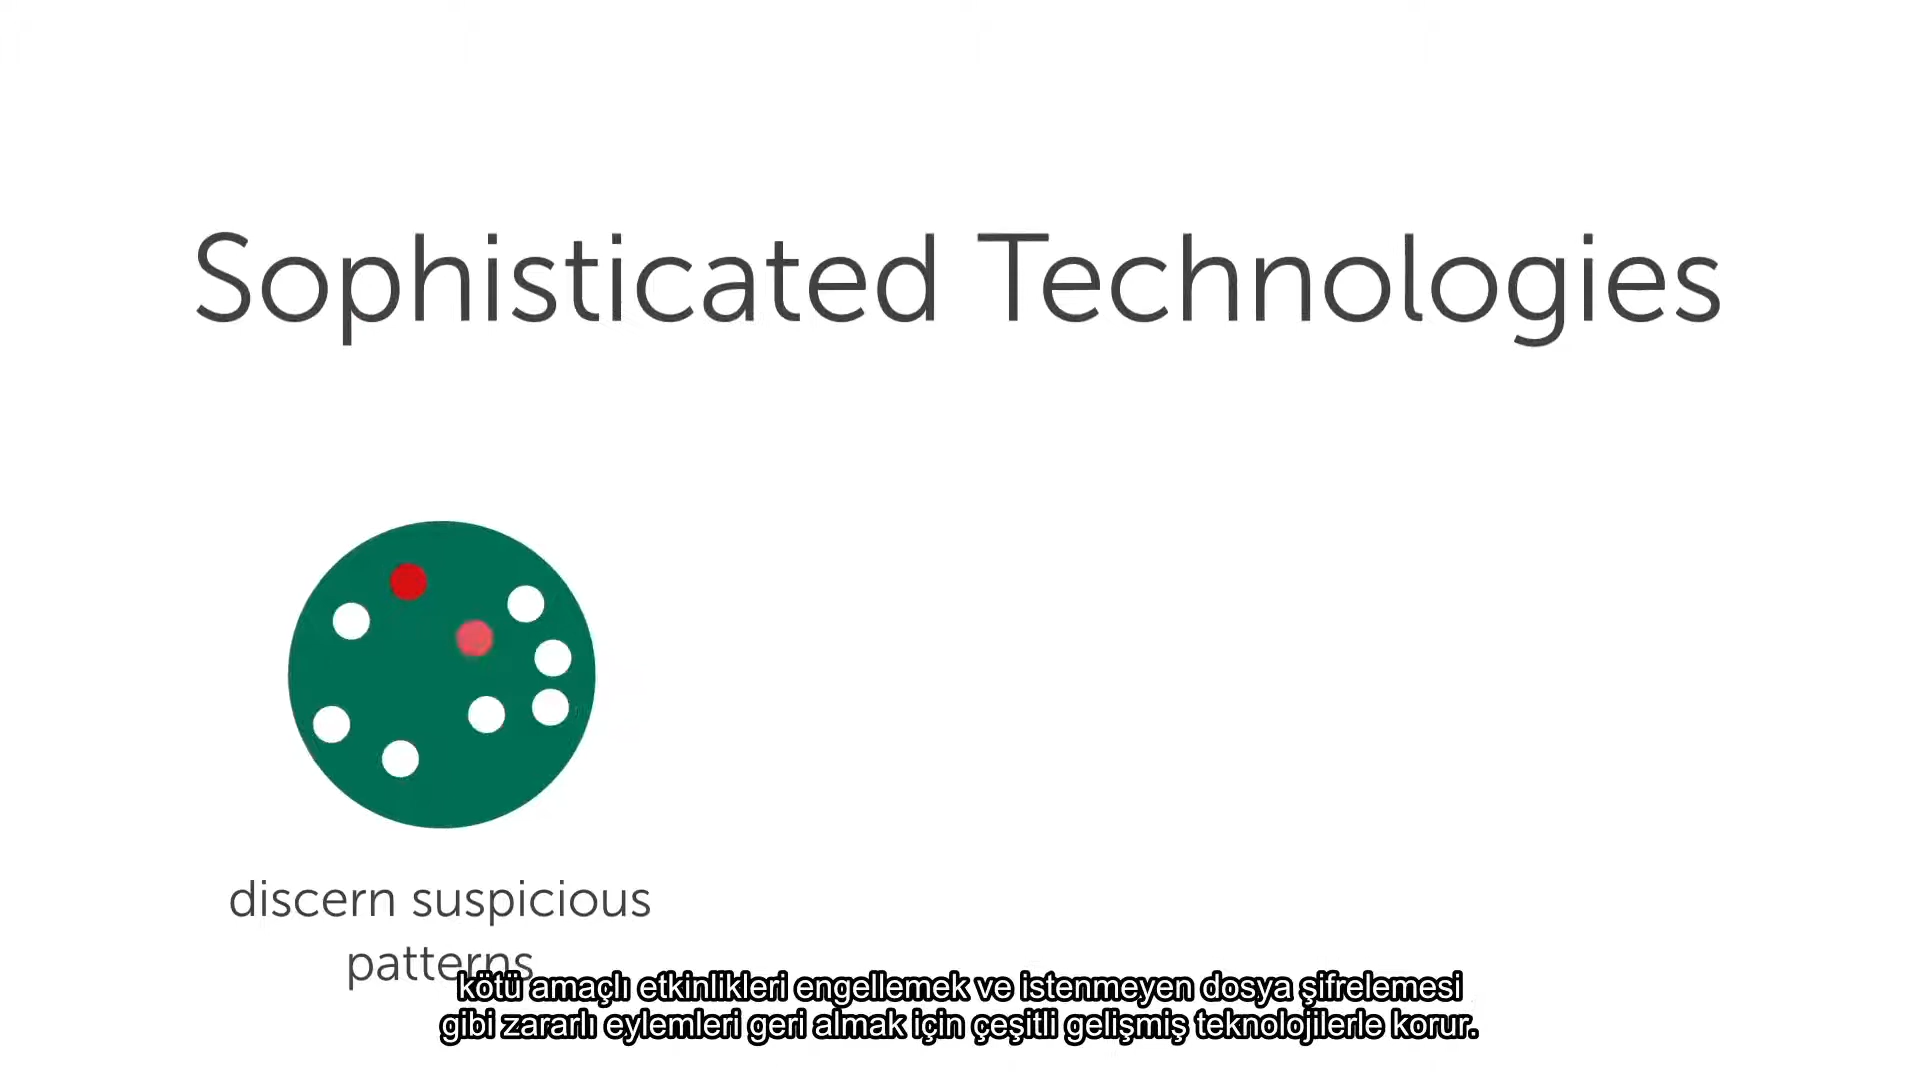 Sophisticated Technologies
discern suspicious
patterns
kötü amaçlı etkinlikleri engellemek ve istenmeyen dosya şifrelemesi
gibi zararlı eylemleri geri almak için çeşitli gelişmiş teknolojilerle korur.